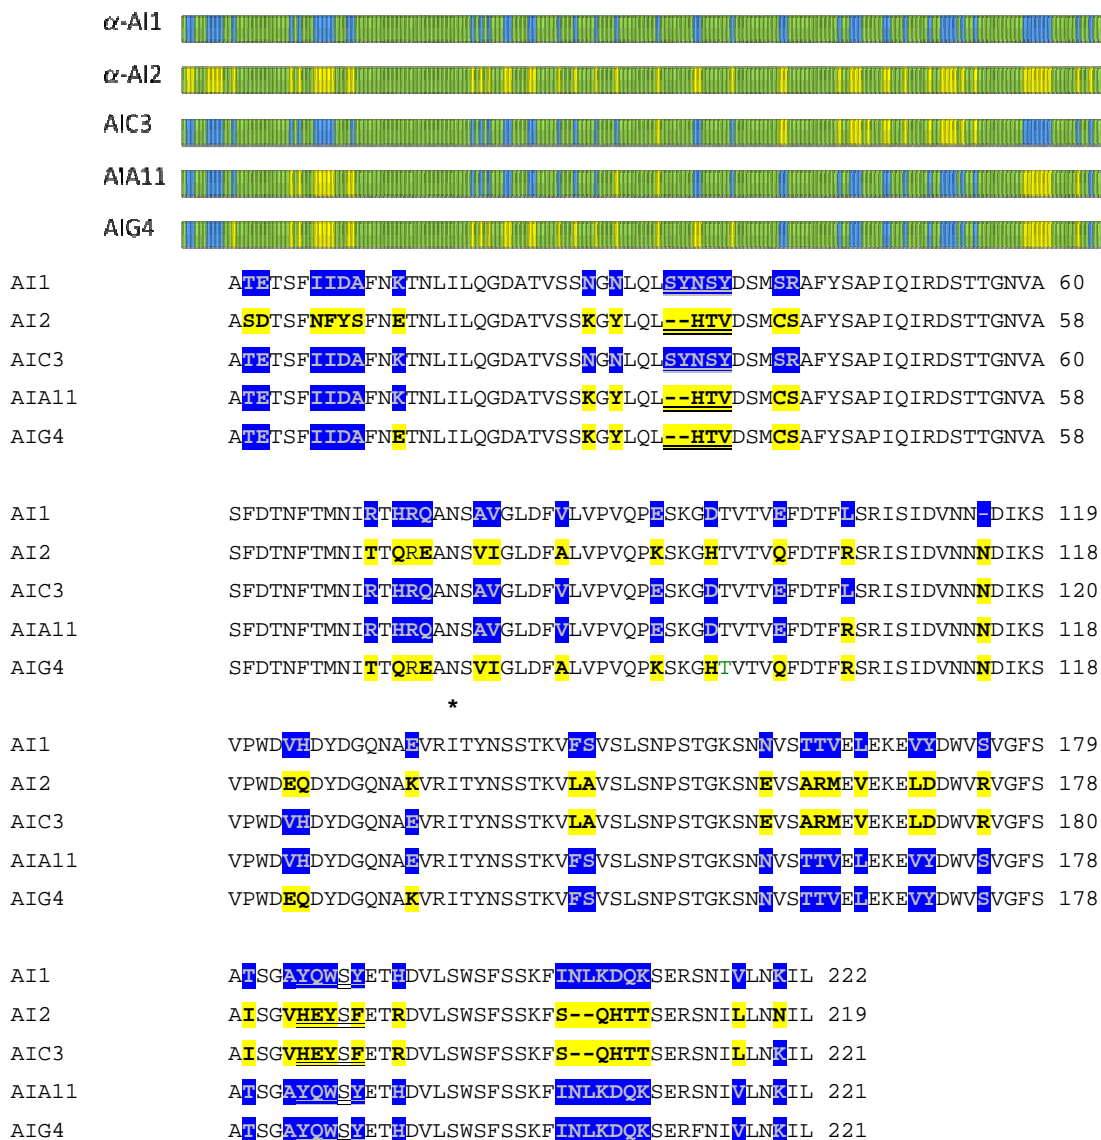 α-AI1
α-AI2
AIC3
AIA11
AIG4
AI1 ATETSFIIDAFNKTNLILQGDATVSSNGNLQLSYNSYDSMSRAFYSAPIQIRDSTTGNVA 60
AI2 ASDTSFNFYSFNETNLILQGDATVSSKGYLQL--HTVDSMCSAFYSAPIQIRDSTTGNVA 58
AIC3 ATETSFIIDAFNKTNLILQGDATVSSNGNLQLSYNSYDSMSRAFYSAPIQIRDSTTGNVA 60
AIA11 ATETSFIIDAFNKTNLILQGDATVSSKGYLQL--HTVDSMCSAFYSAPIQIRDSTTGNVA 58
AIG4 ATETSFIIDAFNETNLILQGDATVSSKGYLQL--HTVDSMCSAFYSAPIQIRDSTTGNVA 58
AI1 SFDTNFTMNIRTHRQANSAVGLDFVLVPVQPESKGDTVTVEFDTFLSRISIDVNN-DIKS 119
AI2 SFDTNFTMNITTQREANSVIGLDFALVPVQPKSKGHTVTVQFDTFRSRISIDVNNNDIKS 118
AIC3 SFDTNFTMNIRTHRQANSAVGLDFVLVPVQPESKGDTVTVEFDTFLSRISIDVNNNDIKS 120
AIA11 SFDTNFTMNIRTHRQANSAVGLDFVLVPVQPESKGDTVTVEFDTFRSRISIDVNNNDIKS 118
AIG4 SFDTNFTMNITTQREANSVIGLDFALVPVQPKSKGHTVTVQFDTFRSRISIDVNNNDIKS 118
*
AI1 VPWDVHDYDGQNAEVRITYNSSTKVFSVSLSNPSTGKSNNVSTTVELEKEVYDWVSVGFS 179
AI2 VPWDEQDYDGQNAKVRITYNSSTKVLAVSLSNPSTGKSNEVSARMEVEKELDDWVRVGFS 178
AIC3 VPWDVHDYDGQNAEVRITYNSSTKVLAVSLSNPSTGKSNEVSARMEVEKELDDWVRVGFS 180
AIA11 VPWDVHDYDGQNAEVRITYNSSTKVFSVSLSNPSTGKSNNVSTTVELEKEVYDWVSVGFS 178
AIG4 VPWDEQDYDGQNAKVRITYNSSTKVFSVSLSNPSTGKSNNVSTTVELEKEVYDWVSVGFS 178
AI1 ATSGAYQWSYETHDVLSWSFSSKFINLKDQKSERSNIVLNKIL 222
AI2 AISGVHEYSFETRDVLSWSFSSKFS--QHTTSERSNILLNNIL 219
AIC3 AISGVHEYSFETRDVLSWSFSSKFS--QHTTSERSNILLNKIL 221
AIA11 ATSGAYQWSYETHDVLSWSFSSKFINLKDQKSERSNIVLNKIL 221
AIG4 ATSGAYQWSYETHDVLSWSFSSKFINLKDQKSERFNIVLNKIL 221